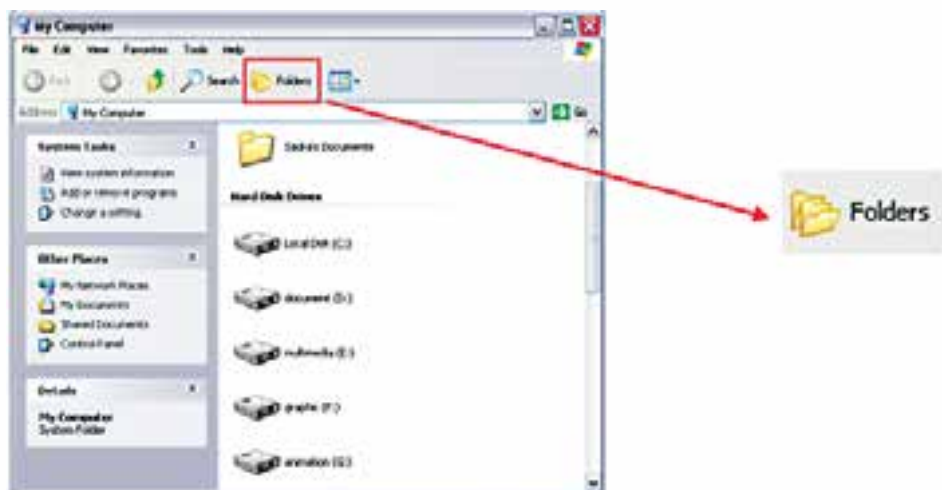 My Computer
File Edit View Favorites Tools Help
Back Search Folders
Address My Computer Go
System Tasks
View system information
Add or remove programs
Change a setting
Other Places
My Network Places
My Documents
Shared Documents
Control Panel
Details
My Computer
System Folder
Documents
Hard Disk Drives
Local Disk (C:)
document (D:)
multimedia (E:)
graphic (F:)
animation (G:)
Folders